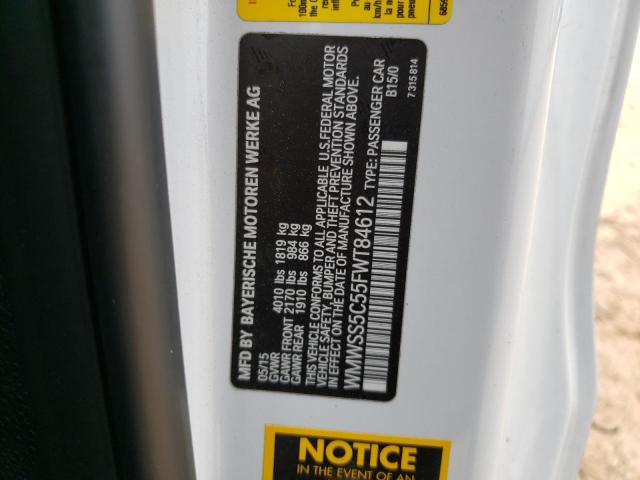 MFD BY BAYERISCHE MOTOREN WERKE AG
05/15
GVWR 4010 lbs 1819 kg
GAWR FRONT 2170 lbs 984 kg
GAWR REAR 1910 lbs 866 kg
THIS VEHICLE CONFORMS TO ALL APPLICABLE U.S.FEDERAL MOTOR
VEHICLE SAFETY, BUMPER AND THEFT PREVENTION STANDARDS
IN EFFECT ON THE DATE OF MANUFACTURE SHOWN ABOVE.
WMWSS5C55FWT84612 TYPE: PASSENGER CAR
B15/0
7 315 814
NOTICE
IN THE EVENT OF AN